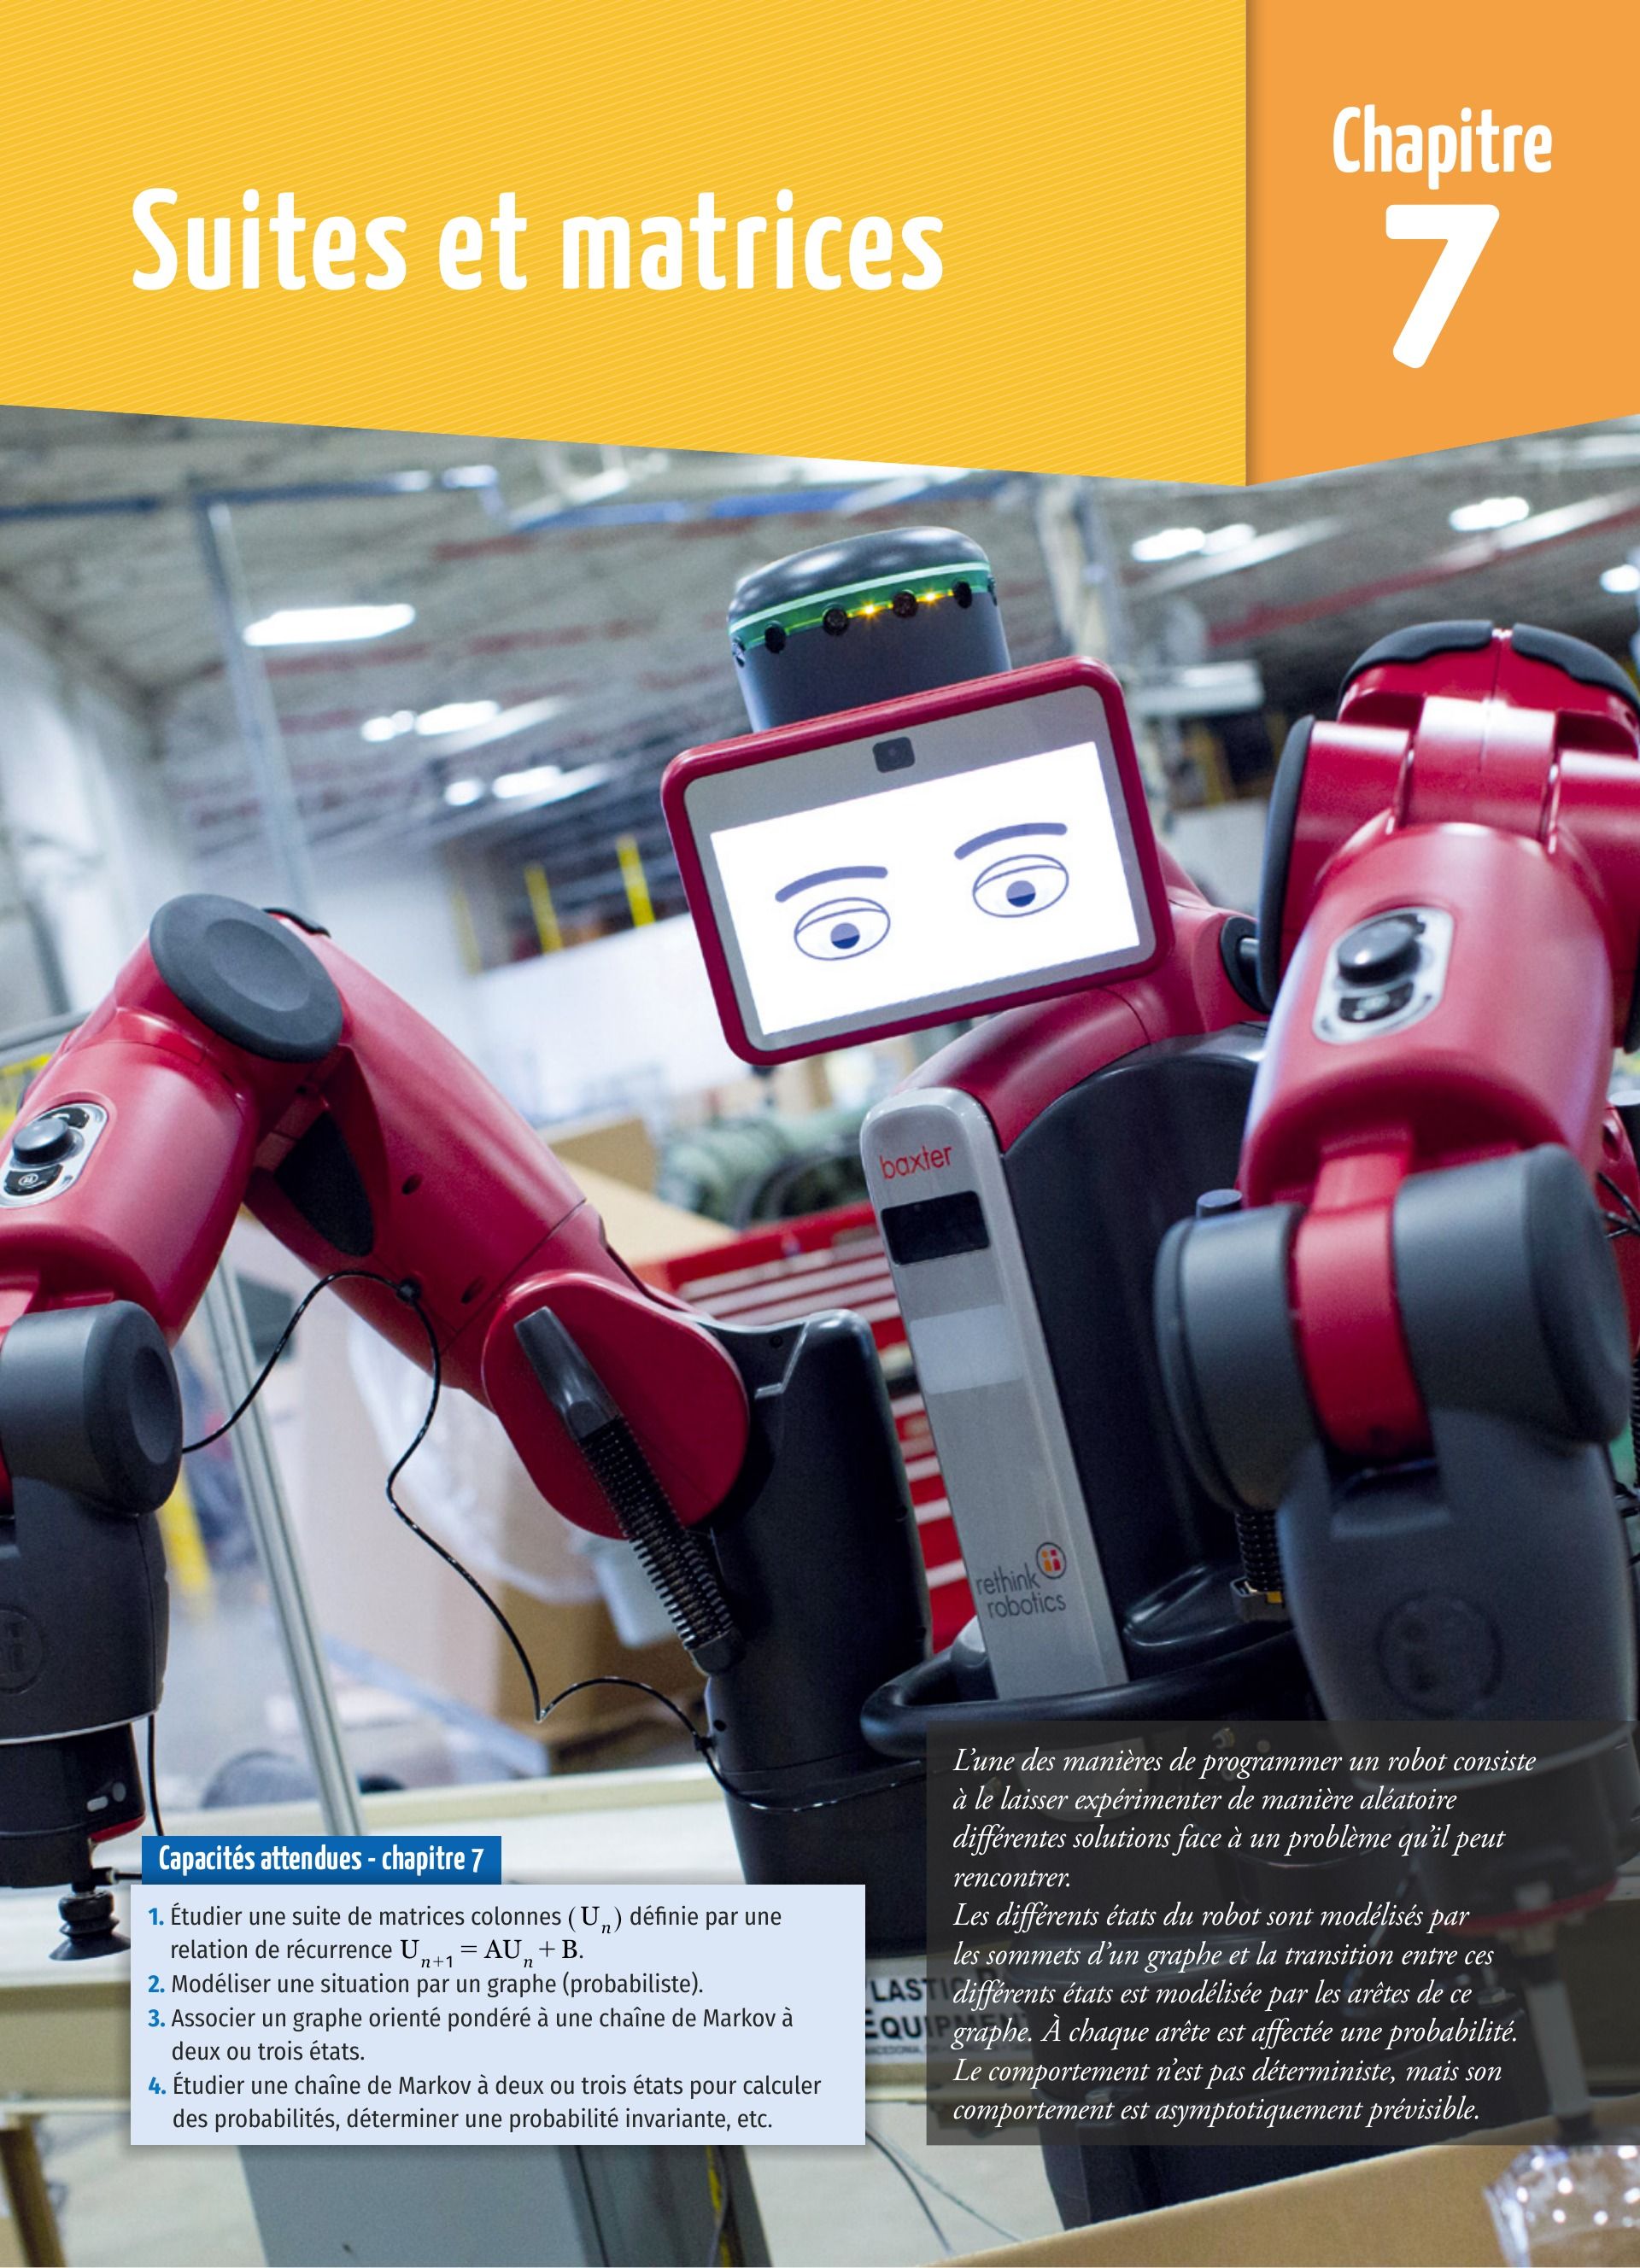 Chapitre
7
Suites et matrices
baxter
rethink
robotics
L’une des manières de programmer un robot consiste
à le laisser expérimenter de manière aléatoire
différentes solutions face à un problème qu’il peut
rencontrer.
Les différents états du robot sont modélisés par
les sommets d’un graphe et la transition entre ces
différents états est modélisée par les arêtes de ce
graphe. À chaque arête est affectée une probabilité.
Le comportement n’est pas déterministe, mais son
comportement est asymptotiquement prévisible.
Capacités attendues - chapitre 7
1. Étudier une suite de matrices colonnes (Uₙ) définie par une
relation de récurrence Uₙ₊₁ = AUₙ + B.
2. Modéliser une situation par un graphe (probabiliste).
3. Associer un graphe orienté pondéré à une chaîne de Markov à
deux ou trois états.
4. Étudier une chaîne de Markov à deux ou trois états pour calculer
des probabilités, déterminer une probabilité invariante, etc.